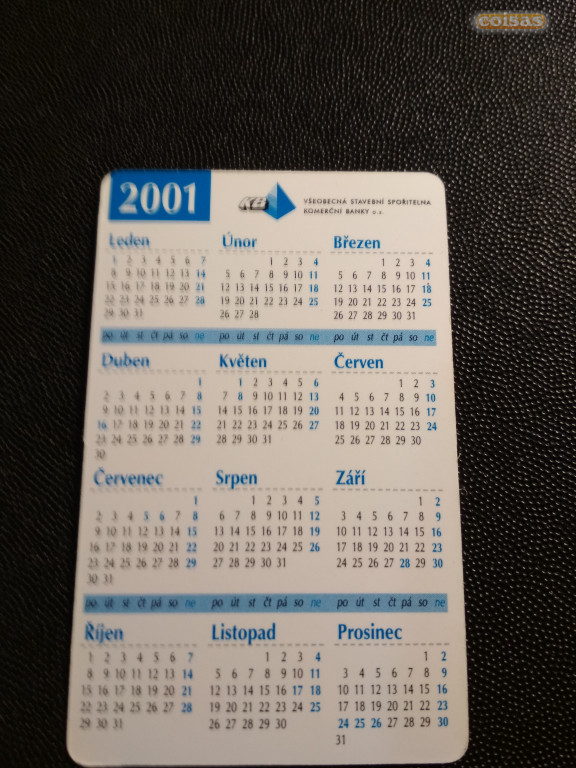 coisas
2001
KB
VŠEOBECNÁ STAVEBNÍ SPOŘITELNA
KOMERČNÍ BANKY a.s.
Leden Únor Březen
1 2 3 4 5 6 7 1 2 3 4 1 2 3 4
8 9 10 11 12 13 14 5 6 7 8 9 10 11 5 6 7 8 9 10 11
15 16 17 18 19 20 21 12 13 14 15 16 17 18 12 13 14 15 16 17 18
22 23 24 25 26 27 28 19 20 21 22 23 24 25 19 20 21 22 23 24 25
29 30 31 26 27 28 26 27 28 29 30 31
po út st čt pá so ne po út st čt pá so ne po út st čt pá so ne
Duben Květen Červen
1 1 2 3 4 5 6 1 2 3
2 3 4 5 6 7 8 7 8 9 10 11 12 13 4 5 6 7 8 9 10
9 10 11 12 13 14 15 14 15 16 17 18 19 20 11 12 13 14 15 16 17
16 17 18 19 20 21 22 21 22 23 24 25 26 27 18 19 20 21 22 23 24
23 24 25 26 27 28 29 28 29 30 31 25 26 27 28 29 30
30
Červenec Srpen Září
1 1 2 3 4 5 1 2
2 3 4 5 6 7 8 6 7 8 9 10 11 12 3 4 5 6 7 8 9
9 10 11 12 13 14 15 13 14 15 16 17 18 19 10 11 12 13 14 15 16
16 17 18 19 20 21 22 20 21 22 23 24 25 26 17 18 19 20 21 22 23
23 24 25 26 27 28 29 27 28 29 30 31 24 25 26 27 28 29 30
30 31
po út st čt pá so ne po út st čt pá so ne po út st čt pá so ne
Říjen Listopad Prosinec
1 2 3 4 5 6 7 1 2 3 4 1 2
8 9 10 11 12 13 14 5 6 7 8 9 10 11 3 4 5 6 7 8 9
15 16 17 18 19 20 21 12 13 14 15 16 17 18 10 11 12 13 14 15 16
22 23 24 25 26 27 28 19 20 21 22 23 24 25 17 18 19 20 21 22 23
29 30 31 26 27 28 29 30 24 25 26 27 28 29 30
31